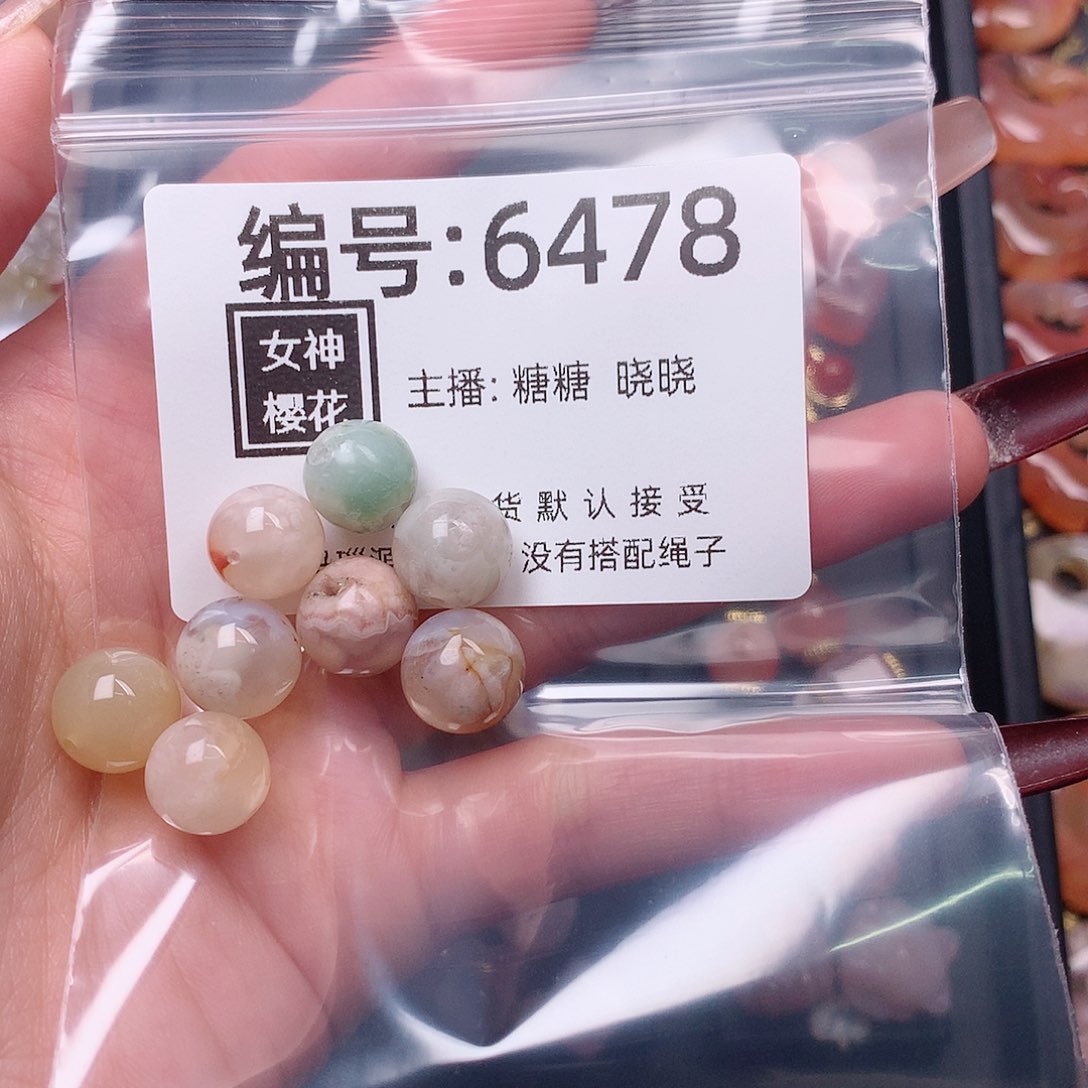 编号:6478
女神
樱花
主播: 糖糖 晓晓
货默认接受
没有搭配绳子